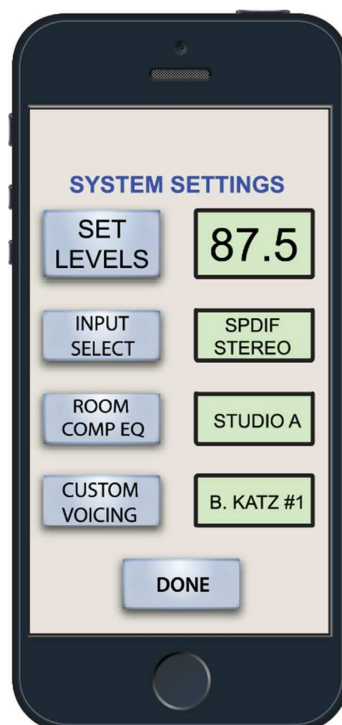 SYSTEM SETTINGS
SET
LEVELS
87.5
INPUT
SELECT
SPDIF
STEREO
ROOM
COMP EQ
STUDIO A
CUSTOM
VOICING
B. KATZ #1
DONE